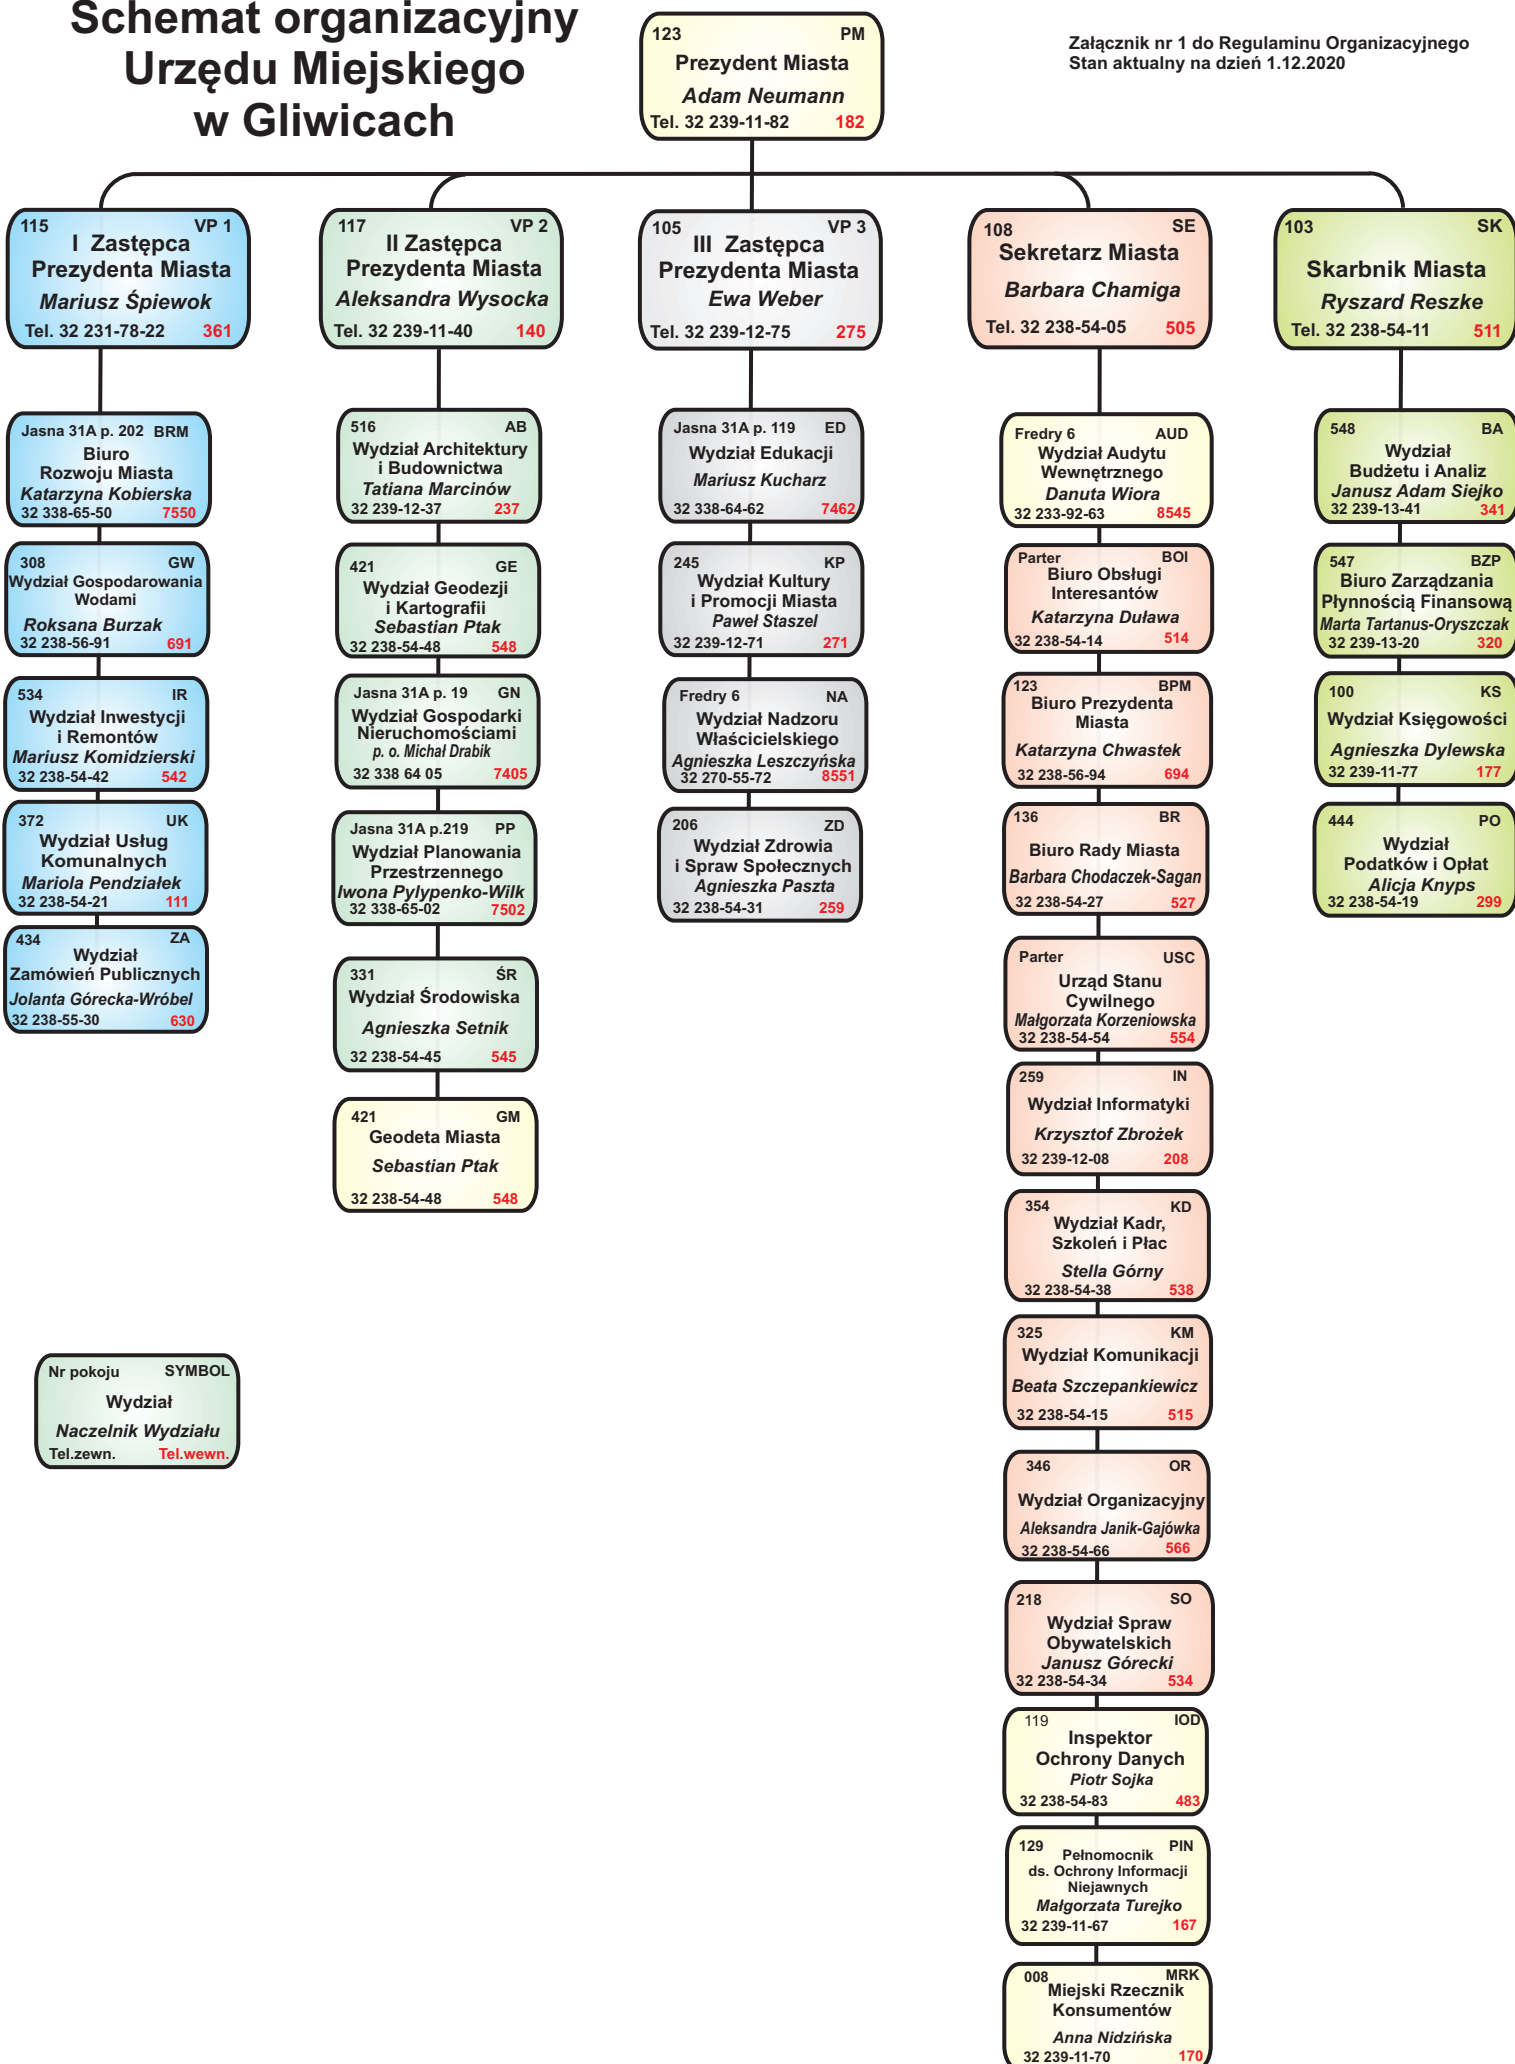 Schemat organizacyjny
Urzędu Miejskiego
w Gliwicach
Załącznik nr 1 do Regulaminu Organizacyjnego
Stan aktualny na dzień 1.12.2020
123 PM
Prezydent Miasta
Adam Neumann
Tel. 32 239-11-82 182
115 VP 1
I Zastępca
Prezydenta Miasta
Mariusz Śpiewok
Tel. 32 231-78-22 361
Jasna 31A p. 202 BRM
Biuro
Rozwoju Miasta
Katarzyna Kobierska
32 338-65-50 7550
308 GW
Wydział Gospodarowania
Wodami
Roksana Burzak
32 238-56-91 691
534 IR
Wydział Inwestycji
i Remontów
Mariusz Komidzierski
32 238-54-42 542
372 UK
Wydział Usług
Komunalnych
Mariola Pendziałek
32 238-54-21 111
434 ZA
Wydział
Zamówień Publicznych
Jolanta Górecka-Wróbel
32 238-55-30 630
117 VP 2
II Zastępca
Prezydenta Miasta
Aleksandra Wysocka
Tel. 32 239-11-40 140
516 AB
Wydział Architektury
i Budownictwa
Tatiana Marcinów
32 239-12-37 237
421 GE
Wydział Geodezji
i Kartografii
Sebastian Ptak
32 238-54-48 548
Jasna 31A p. 19 GN
Wydział Gospodarki
Nieruchomościami
p. o. Michał Drabik
32 338 64 05 7405
Jasna 31A p.219 PP
Wydział Planowania
Przestrzennego
Iwona Pylypenko-Wilk
32 338-65-02 7502
331 ŚR
Wydział Środowiska
Agnieszka Setnik
32 238-54-45 545
421 GM
Geodeta Miasta
Sebastian Ptak
32 238-54-48 548
105 VP 3
III Zastępca
Prezydenta Miasta
Ewa Weber
Tel. 32 239-12-75 275
Jasna 31A p. 119 ED
Wydział Edukacji
Mariusz Kucharz
32 338-64-62 7462
245 KP
Wydział Kultury
i Promocji Miasta
Paweł Staszel
32 239-12-71 271
Fredry 6 NA
Wydział Nadzoru
Właścicielskiego
Agnieszka Leszczyńska
32 270-55-72 8551
206 ZD
Wydział Zdrowia
i Spraw Społecznych
Agnieszka Paszta
32 238-54-31 259
108 SE
Sekretarz Miasta
Barbara Chamiga
Tel. 32 238-54-05 505
Fredry 6 AUD
Wydział Audytu
Wewnętrznego
Danuta Wiora
32 233-92-63 8545
Parter BOI
Biuro Obsługi
Interesantów
Katarzyna Duława
32 238-54-14 514
123 BPM
Biuro Prezydenta
Miasta
Katarzyna Chwastek
32 238-56-94 694
136 BR
Biuro Rady Miasta
Barbara Chodaczek-Sagan
32 238-54-27 527
Parter USC
Urząd Stanu
Cywilnego
Małgorzata Korzeniowska
32 238-54-54 554
259 IN
Wydział Informatyki
Krzysztof Zbrożek
32 239-12-08 208
354 KD
Wydział Kadr,
Szkoleń i Płac
Stella Górny
32 238-54-38 538
325 KM
Wydział Komunikacji
Beata Szczepankiewicz
32 238-54-15 515
346 OR
Wydział Organizacyjny
Aleksandra Janik-Gajówka
32 238-54-66 566
218 SO
Wydział Spraw
Obywatelskich
Janusz Górecki
32 238-54-34 534
119 IOD
Inspektor
Ochrony Danych
Piotr Sojka
32 238-54-83 483
129 PIN
Pełnomocnik
ds. Ochrony Informacji
Niejawnych
Małgorzata Turejko
32 239-11-67 167
008 MRK
Miejski Rzecznik
Konsumentów
Anna Nidzińska
32 239-11-70 170
103 SK
Skarbnik Miasta
Ryszard Reszke
Tel. 32 238-54-11 511
548 BA
Wydział
Budżetu i Analiz
Janusz Adam Siejko
32 239-13-41 341
547 BZP
Biuro Zarządzania
Płynnością Finansową
Marta Tartanus-Oryszczak
32 239-13-20 320
100 KS
Wydział Księgowości
Agnieszka Dylewska
32 239-11-77 177
444 PO
Wydział
Podatków i Opłat
Alicja Knyps
32 238-54-19 299
Nr pokoju SYMBOL
Wydział
Naczelnik Wydziału
Tel.zewn. Tel.wewn.